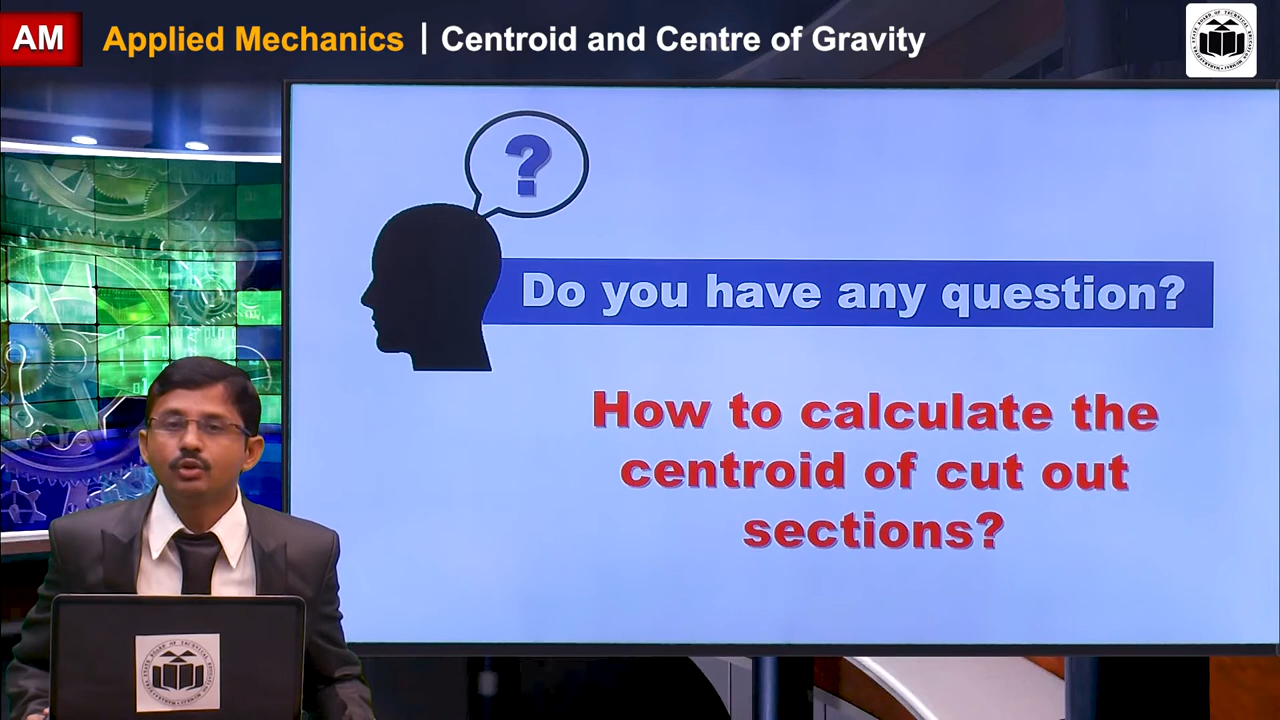 AM Applied Mechanics | Centroid and Centre of Gravity
?
Do you have any question?
How to calculate the
centroid of cut out
sections?